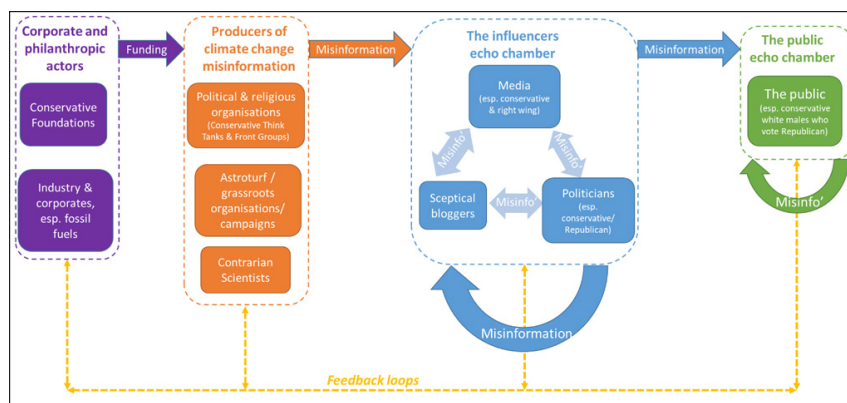 Corporate and
philanthropic
actors
Conservative
Foundations
Industry &
corporates,
esp. fossil
fuels
Funding
Producers of
climate change
misinformation
Political & religious
organisations
(Conservative Think
Tanks & Front Groups)
Astroturf /
grassroots
organisations/
campaigns
Contrarian
Scientists
Misinformation
The influencers
echo chamber
Media
(esp. conservative
& right wing)
Misinfo'
Misinfo'
Sceptical
bloggers
Misinfo'
Politicians
(esp.
conservative/
Republican)
Misinformation
Misinformation
The public
echo chamber
The public
(esp. conservative
white males who
vote Republican)
Misinfo'
Feedback loops